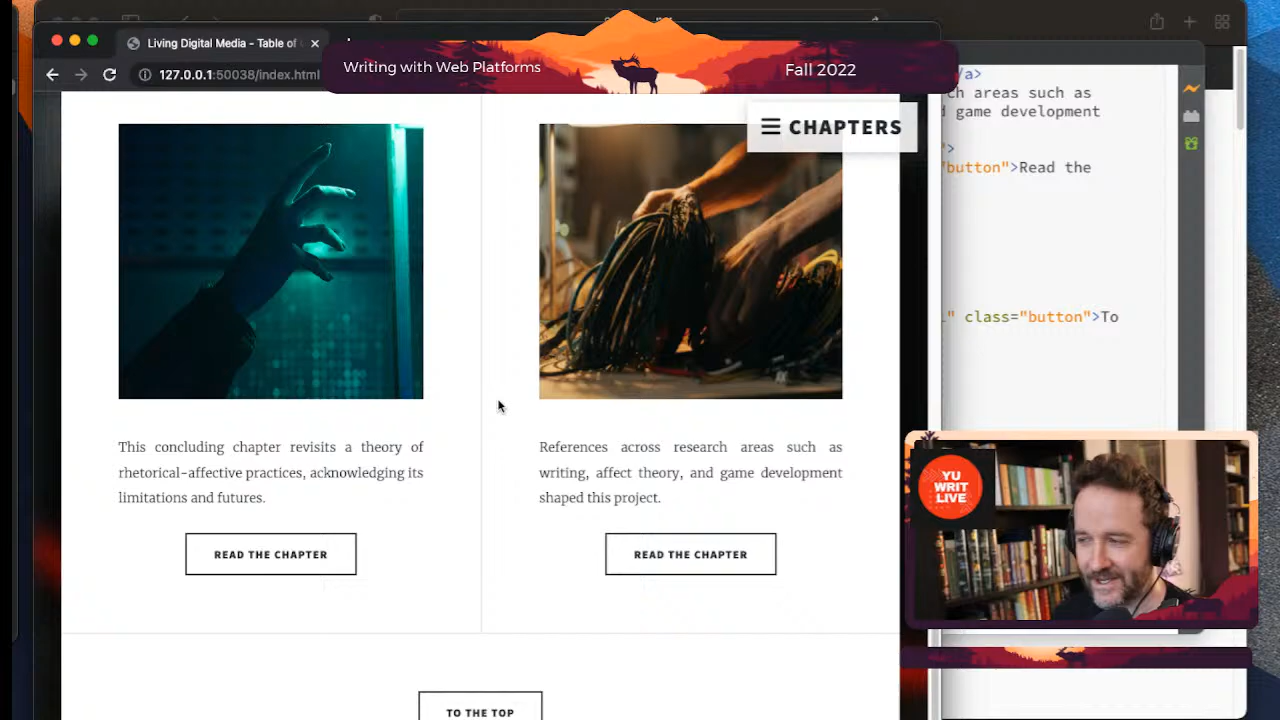 Living Digital Media - Table of
127.0.0.1:50038/index.html
Writing with Web Platforms
Fall 2022
CHAPTERS
/a>
ch areas such as
d game development
>
"button">Read the
" class="button">To
This concluding chapter revisits a theory of
rhetorical-affective practices, acknowledging its
limitations and futures.
READ THE CHAPTER
References across research areas such as
writing, affect theory, and game development
shaped this project.
READ THE CHAPTER
TO THE TOP
YU
WRIT
LIVE